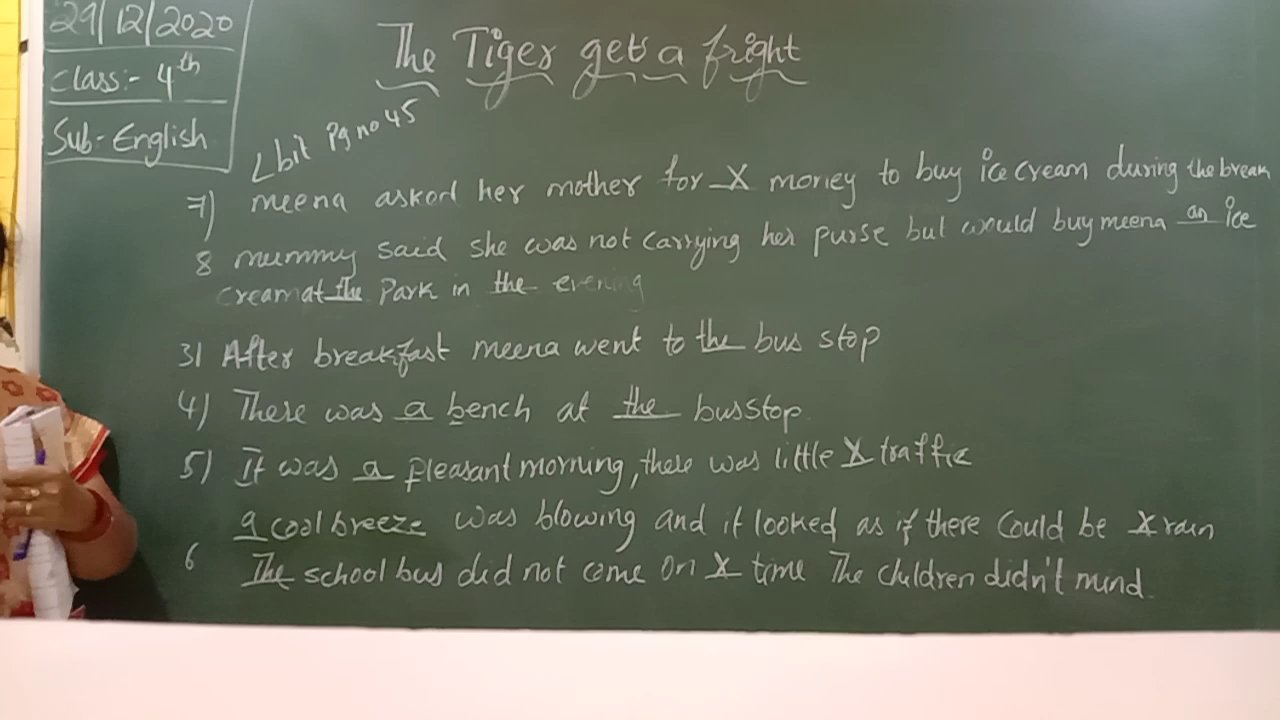 29/12/2020
Class:- 4th
Sub- English
The Tiger gets a fright
L bit Pg no 45
7) meena asked her mother for X money to buy ice cream during the break
8 mummy said she was not carrying her purse but would buy meena an ice
cream at the Park in the evening
3) After breakfast meena went to the bus stop
4) There was a bench at the busstop
5) It was a pleasant morning, there was little X traffic
a cool breeze was blowing and it looked as if there could be X rain
6 The school bus did not come on X time The children didn't mind